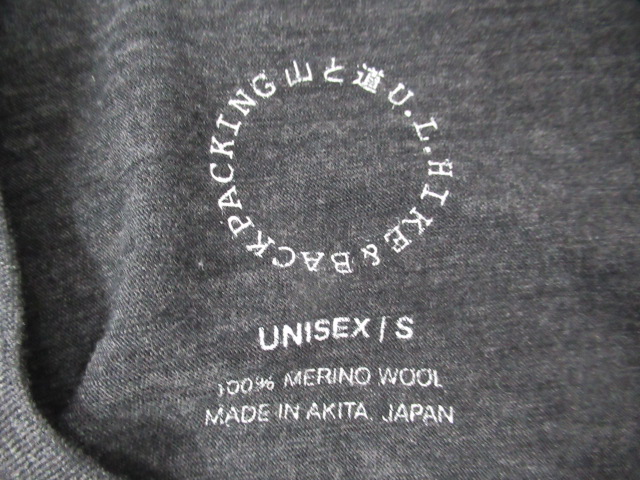 山と道 U.L. HIKE & BACKPACKING
UNISEX / S
100% MERINO WOOL
MADE IN AKITA, JAPAN